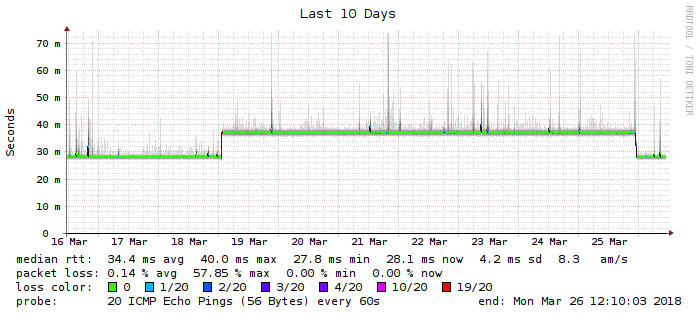 Last 10 Days
RRDTOOL / TOBI OETIKER
Seconds
70 m
60 m
50 m
40 m
30 m
20 m
10 m
0
16 Mar 17 Mar 18 Mar 19 Mar 20 Mar 21 Mar 22 Mar 23 Mar 24 Mar 25 Mar
median rtt: 34.4 ms avg 40.0 ms max 27.8 ms min 28.1 ms now 4.2 ms sd 8.3 am/s
packet loss: 0.14 % avg 57.85 % max 0.00 % min 0.00 % now
loss color: 0 1/20 2/20 3/20 4/20 10/20 19/20
probe: 20 ICMP Echo Pings (56 Bytes) every 60s end: Mon Mar 26 12:10:03 2018